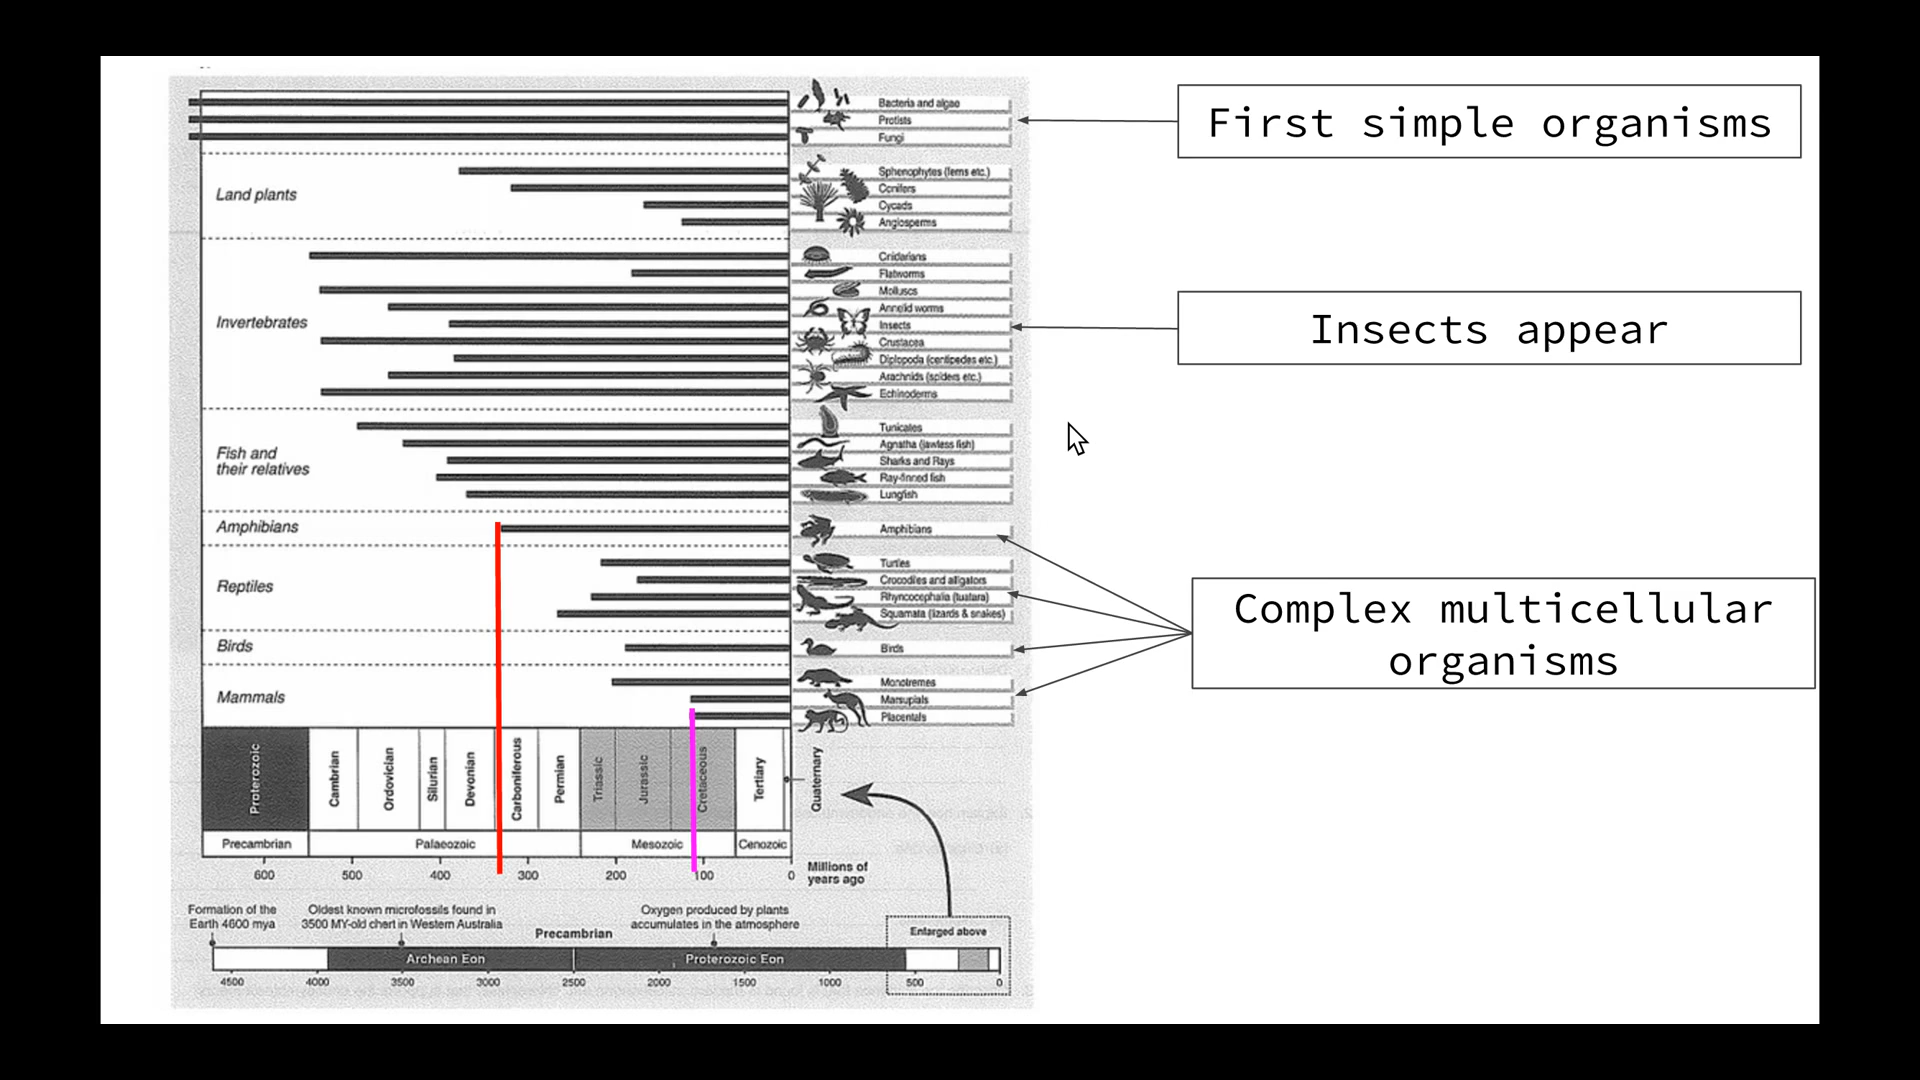 Bacteria and algae
Protists
Fungi
First simple organisms
Land plants
Sphenophytes (ferns etc.)
Conifers
Cycads
Angiosperms
Invertebrates
Cnidarians
Flatworms
Molluscs
Annelid worms
Insects
Crustacea
Diplopoda (centipedes etc.)
Arachnids (spiders etc.)
Echinoderms
Insects appear
Fish and
their relatives
Tunicates
Agnatha (jawless fish)
Sharks and Rays
Ray-finned fish
Lungfish
Amphibians
Amphibians
Reptiles
Turtles
Crocodiles and alligators
Rhyncocephalia (tuatara)
Squamata (lizards & snakes)
Birds
Birds
Mammals
Monotremes
Marsupials
Placentals
Complex multicellular
organisms
Proterozoic
Cambrian
Ordovician
Silurian
Devonian
Carboniferous
Permian
Triassic
Jurassic
Cretaceous
Tertiary
Quaternary
Precambrian
Palaeozoic
Mesozoic
Cenozoic
600 500 400 300 200 100 0
Millions of
years ago
Formation of the
Earth 4600 mya
Oldest known microfossils found in
3500 MY-old chert in Western Australia
Precambrian
Oxygen produced by plants
accumulates in the atmosphere
Enlarged above
Archean Eon
Proterozoic Eon
4500 4000 3500 3000 2500 2000 1500 1000 500 0